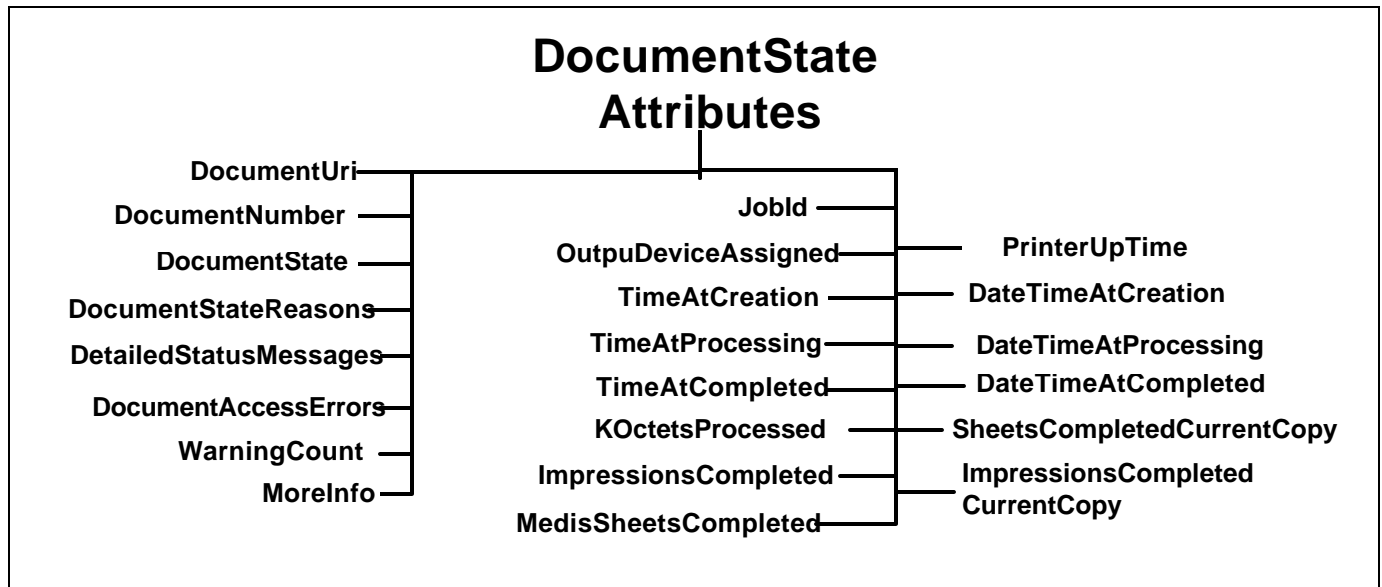 DocumentState
Attributes
DocumentUri
DocumentNumber
DocumentState
DocumentStateReasons
DetailedStatusMessages
DocumentAccessErrors
WarningCount
MoreInfo
JobId
OutpuDeviceAssigned
TimeAtCreation
TimeAtProcessing
TimeAtCompleted
KOctetsProcessed
ImpressionsCompleted
MedisSheetsCompleted
PrinterUpTime
DateTimeAtCreation
DateTimeAtProcessing
DateTimeAtCompleted
SheetsCompletedCurrentCopy
ImpressionsCompleted
CurrentCopy